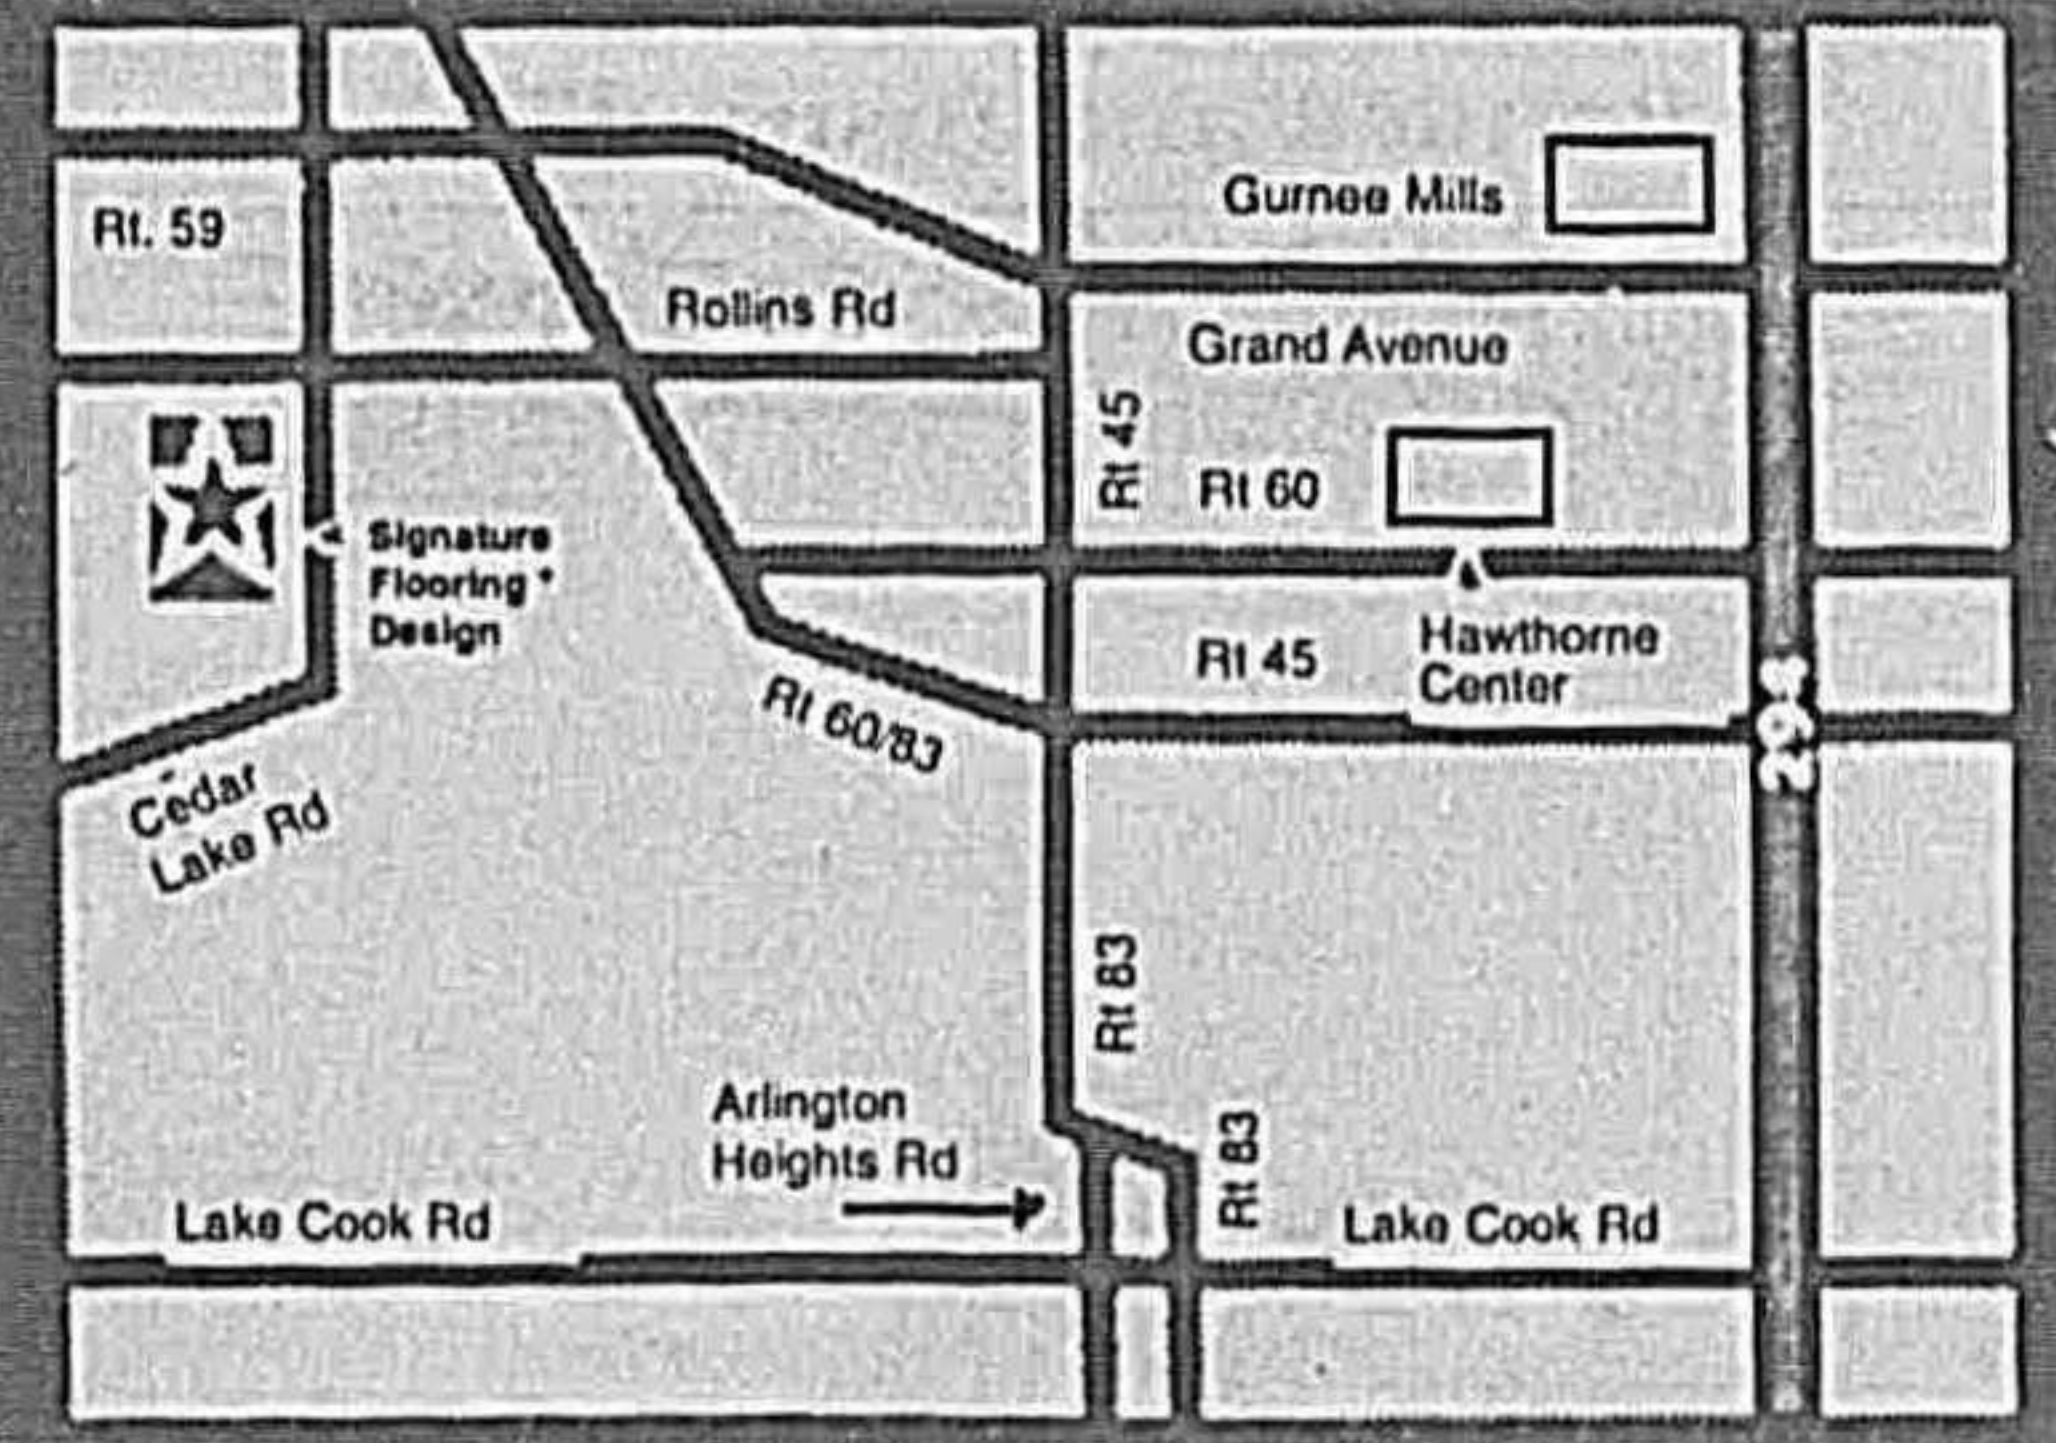 Gurnee Mills
Rt. 59
Rollins Rd
Grand Avenue
Rt 45
Rt 60
Signature
Flooring *
Design
Hawthorne
Center
Rt 45
Rt 60/83
294
Cedar
Lake Rd
Rt 83
Arlington
Heights Rd
Rt 83
Lake Cook Rd
Lake Cook Rd